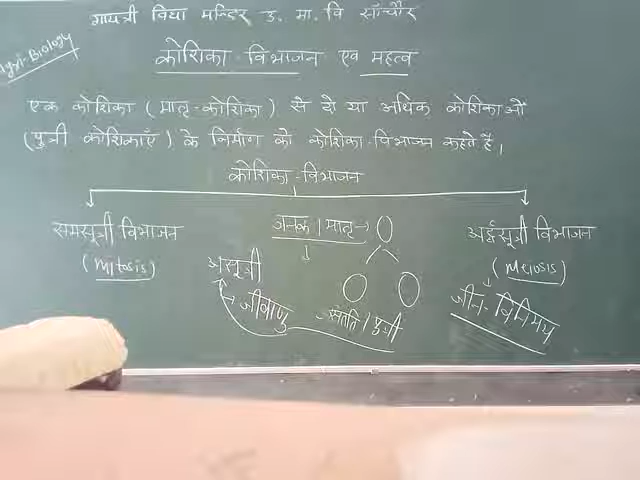 गायत्री विद्या मन्दिर उ. मा. वि साँचौर
Agri-Biology
कोशिका-विभाजन एवं महत्व
एक कोशिका (मातृ-कोशिका) से दो या अधिक कोशिकाओं
(पुत्री कोशिकाएँ) के निर्माण को कोशिका-विभाजन कहते है।
कोशिका-विभाजन
समसूत्री विभाजन
(Mitosis)
जनक / मातृ →
अर्द्धसूत्री विभाजन
(Meiosis)
असूत्री
→ जीवाणु
संतति / पुत्री
जीन-विनिमय